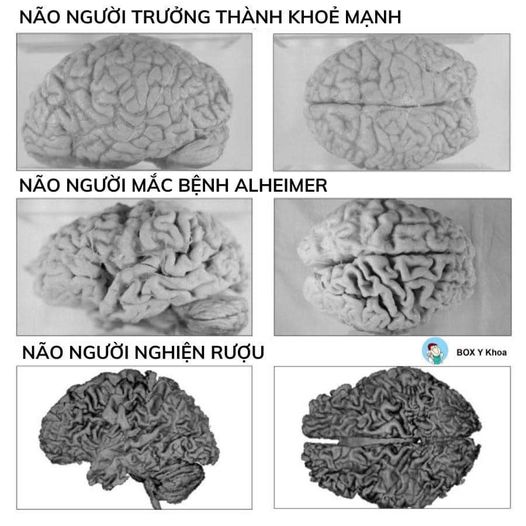 NÃO NGƯỜI TRƯỞNG THÀNH KHOẺ MẠNH
NÃO NGƯỜI MẮC BỆNH ALHEIMER
NÃO NGƯỜI NGHIỆN RƯỢU
BOX Y Khoa